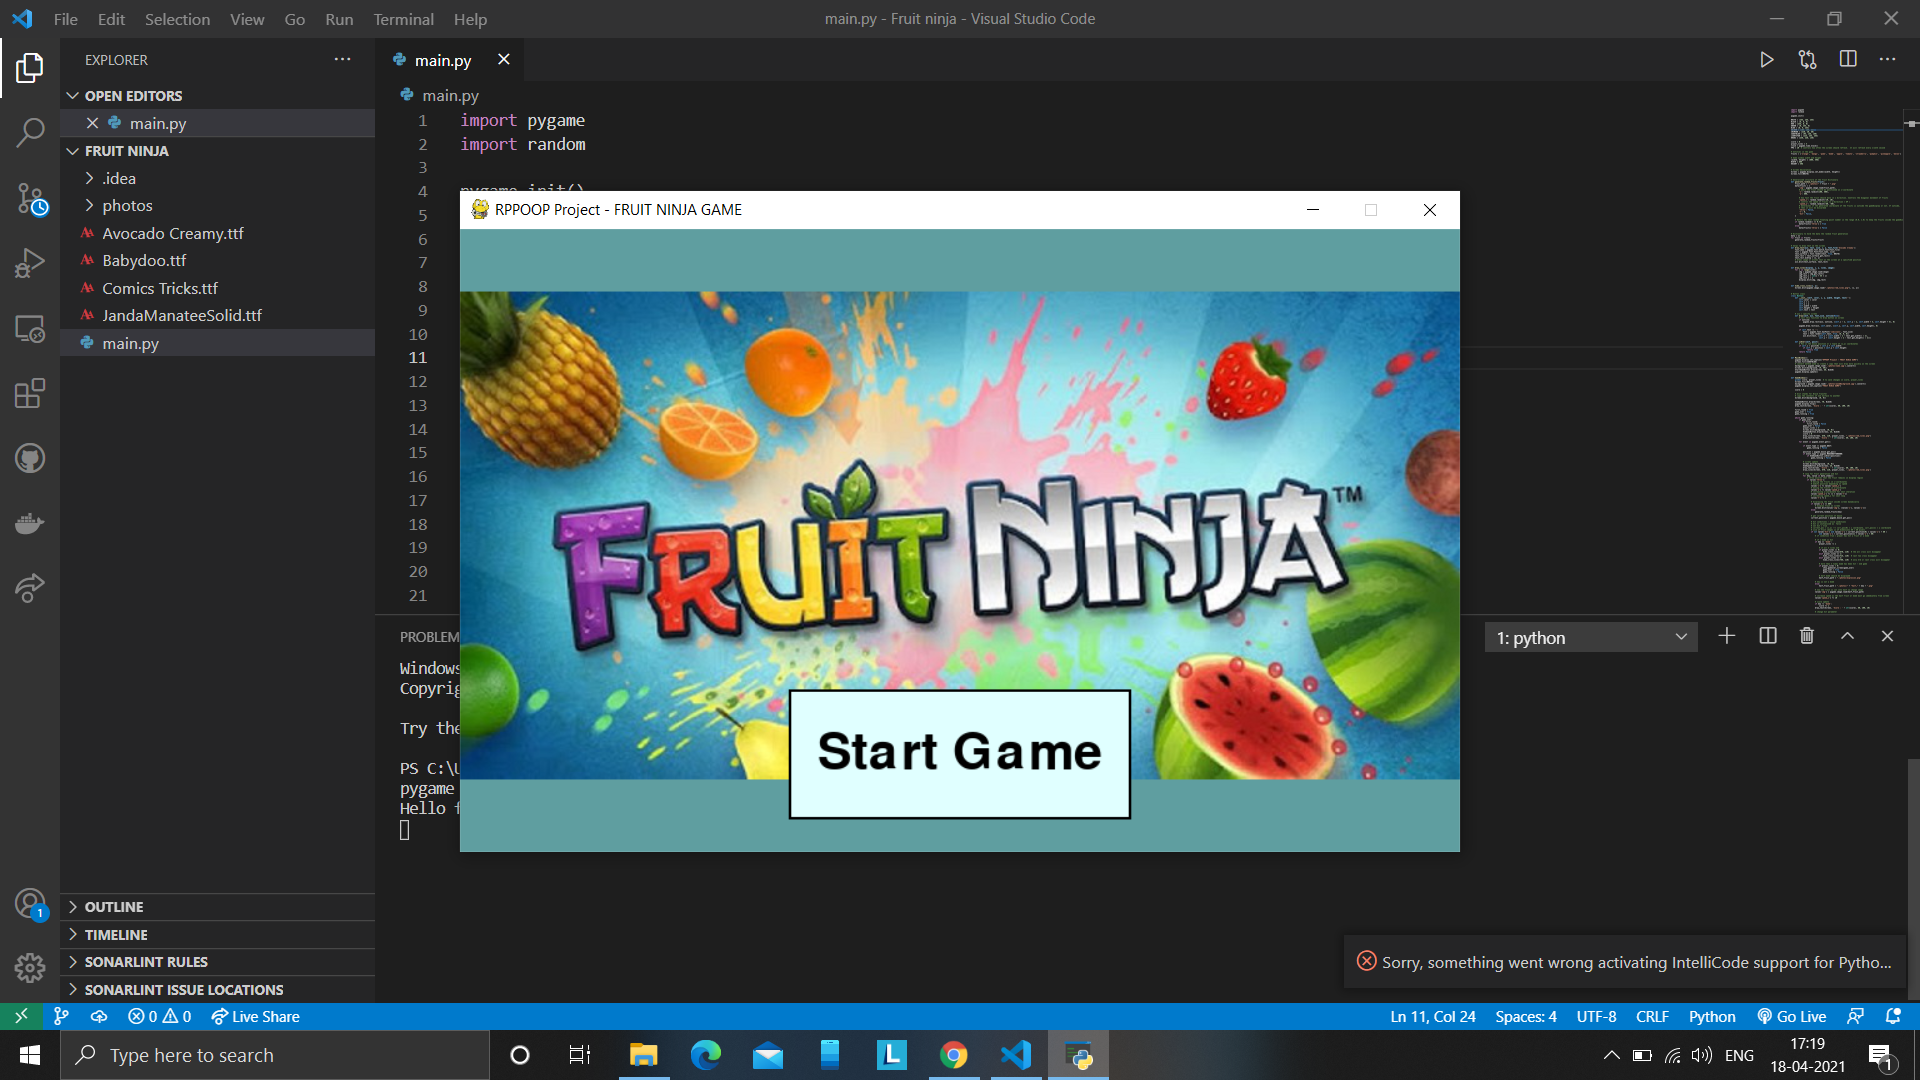 File Edit Selection View Go Run Terminal Help
main.py - Fruit ninja - Visual Studio Code
EXPLORER
OPEN EDITORS
main.py
FRUIT NINJA
.idea
photos
Avocado Creamy.ttf
Babydoo.ttf
Comics Tricks.ttf
JandaManateeSolid.ttf
main.py
OUTLINE
TIMELINE
SONARLINT RULES
SONARLINT ISSUE LOCATIONS
main.py
main.py
1 import pygame
2 import random
3
4 pygame.init()
5
6
7
8
9
10
11
12
13
14
15
16
17
18
19
20
21
RPPOOP Project - FRUIT NINJA GAME
FRUIT NINJA™
Start Game
PROBLEM
1: python
Windows
Copyrig
Try the
PS C:\U
pygame
Hello f
Sorry, something went wrong activating IntelliCode support for Pytho...
0 0 Live Share
Ln 11, Col 24 Spaces: 4 UTF-8 CRLF Python Go Live
1
Type here to search
L
ENG
17:19
18-04-2021
1